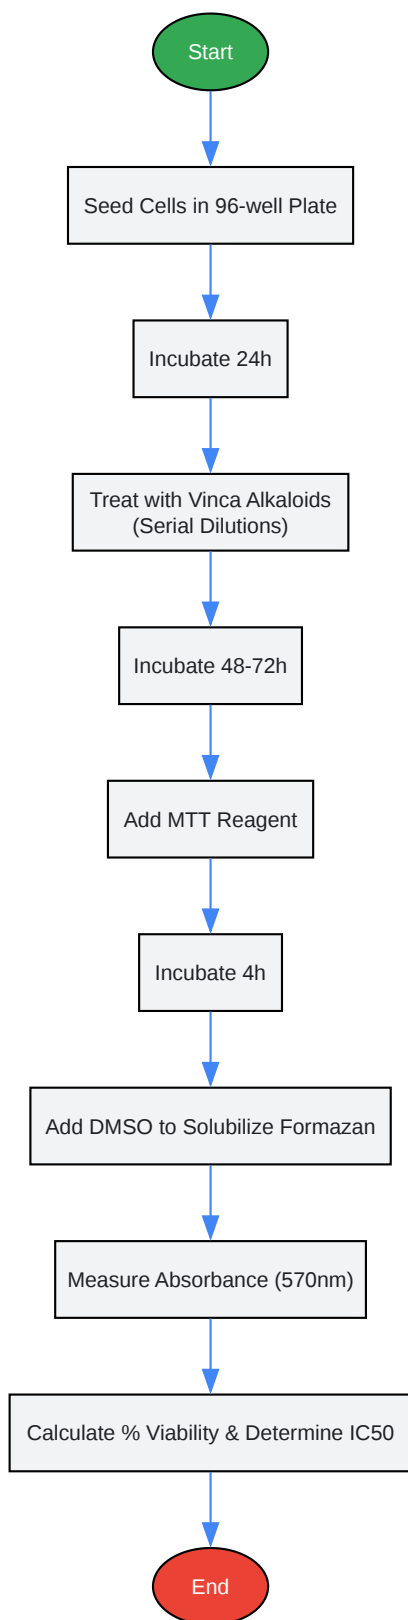 Start
Seed Cells in 96-well Plate
Incubate 24h
Treat with Vinca Alkaloids
(Serial Dilutions)
Incubate 48-72h
Add MTT Reagent
Incubate 4h
Add DMSO to Solubilize Formazan
Measure Absorbance (570nm)
Calculate % Viability & Determine IC50
End